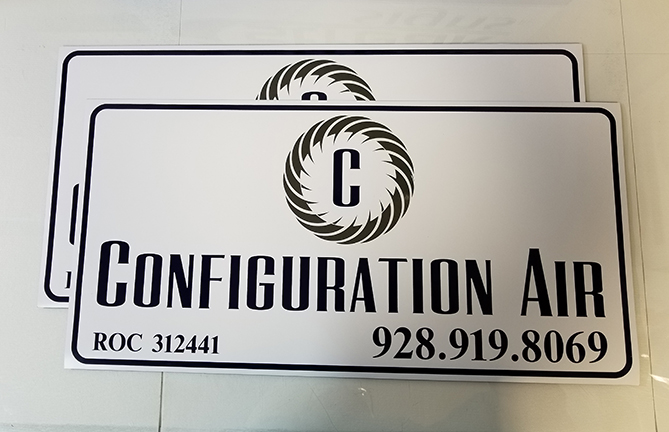 C
CONFIGURATION AIR
ROC 312441
928.919.8069